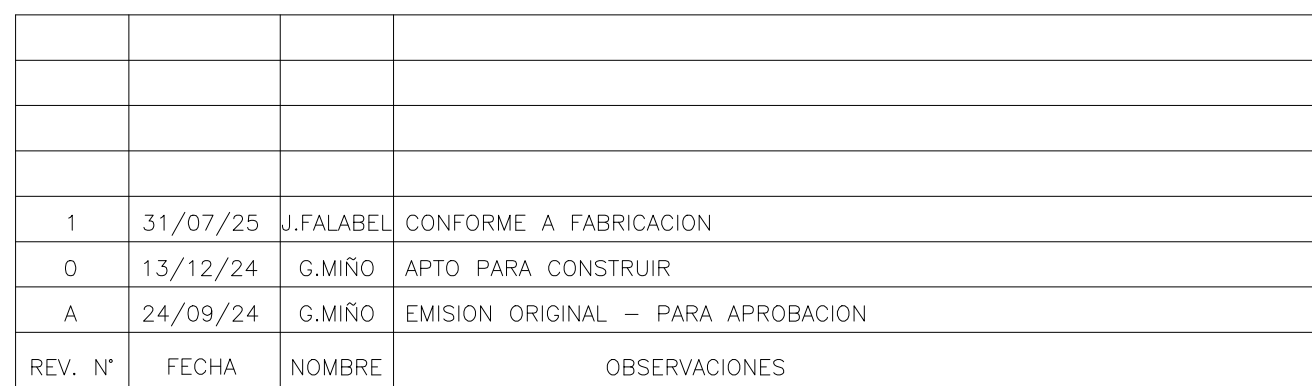 1 31/07/25 J.FALABEL CONFORME A FABRICACION
0 13/12/24 G.MIÑO APTO PARA CONSTRUIR
A 24/09/24 G.MIÑO EMISION ORIGINAL – PARA APROBACION
REV. N° FECHA NOMBRE OBSERVACIONES